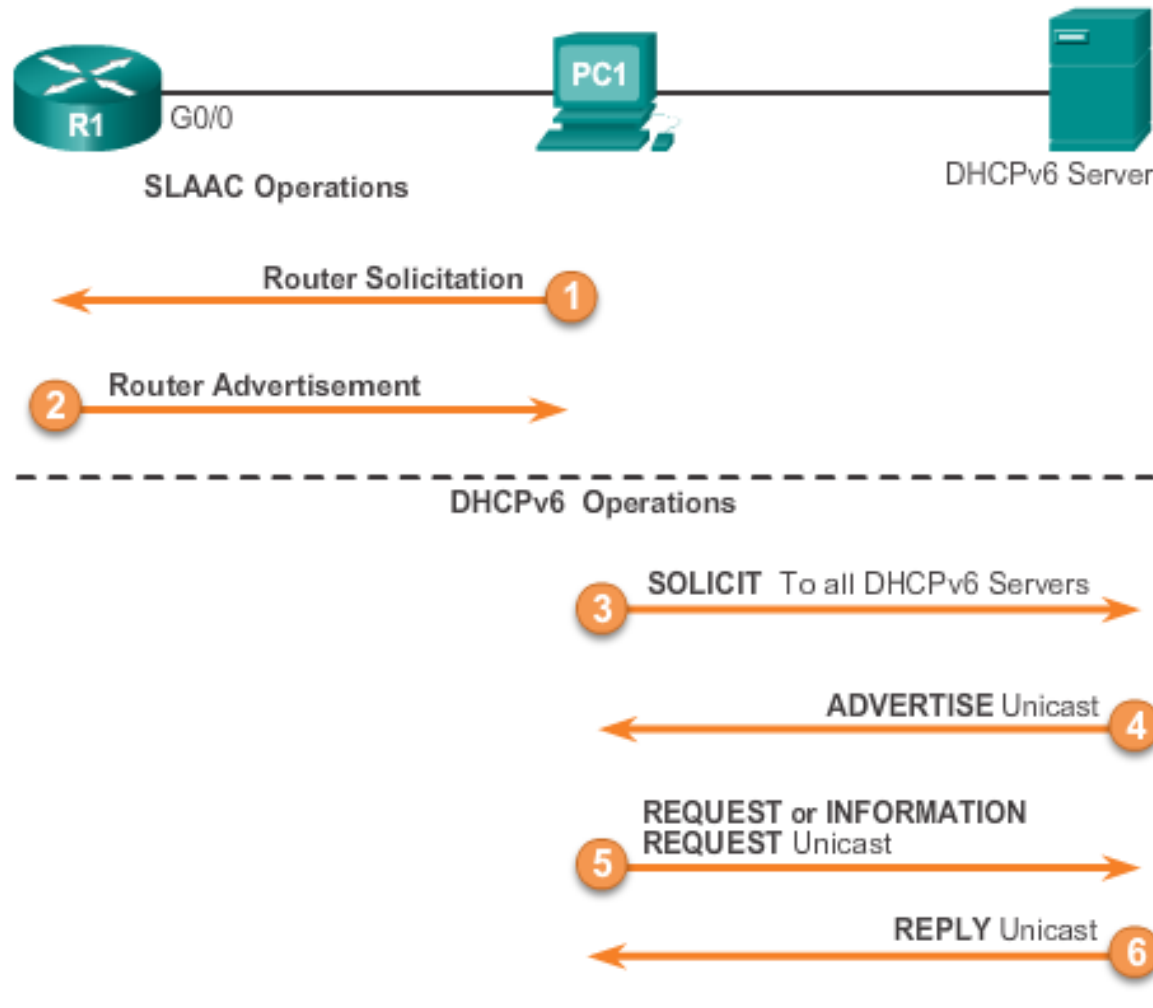 PC1
R1
G0/0
DHCPv6 Server
SLAAC Operations
Router Solicitation
1
Router Advertisement
2
DHCPv6 Operations
SOLICIT To all DHCPv6 Servers
3
ADVERTISE Unicast
4
REQUEST or INFORMATION
REQUEST Unicast
5
REPLY Unicast
6